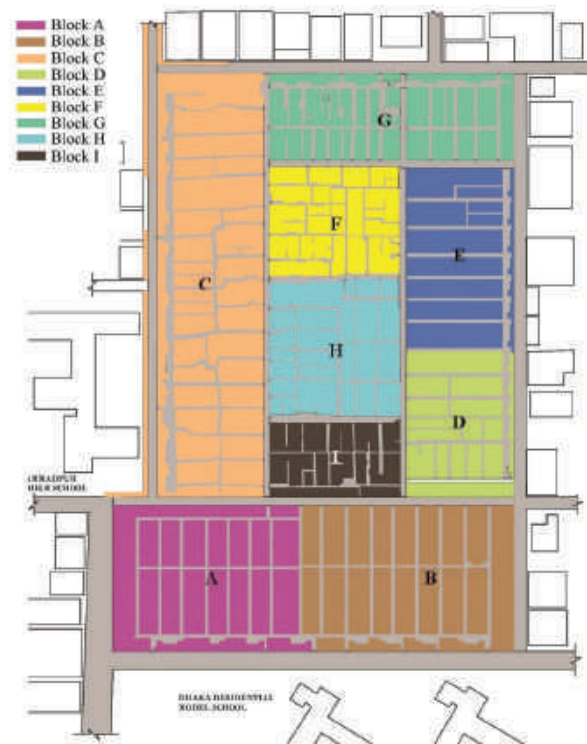 Block A
Block B
Block C
Block D
Block E
Block F
Block G
Block H
Block I
G
F
E
C
H
D
I
HIGH SCHOOL
A
B
DHAKA RESIDENTIAL
MODEL SCHOOL